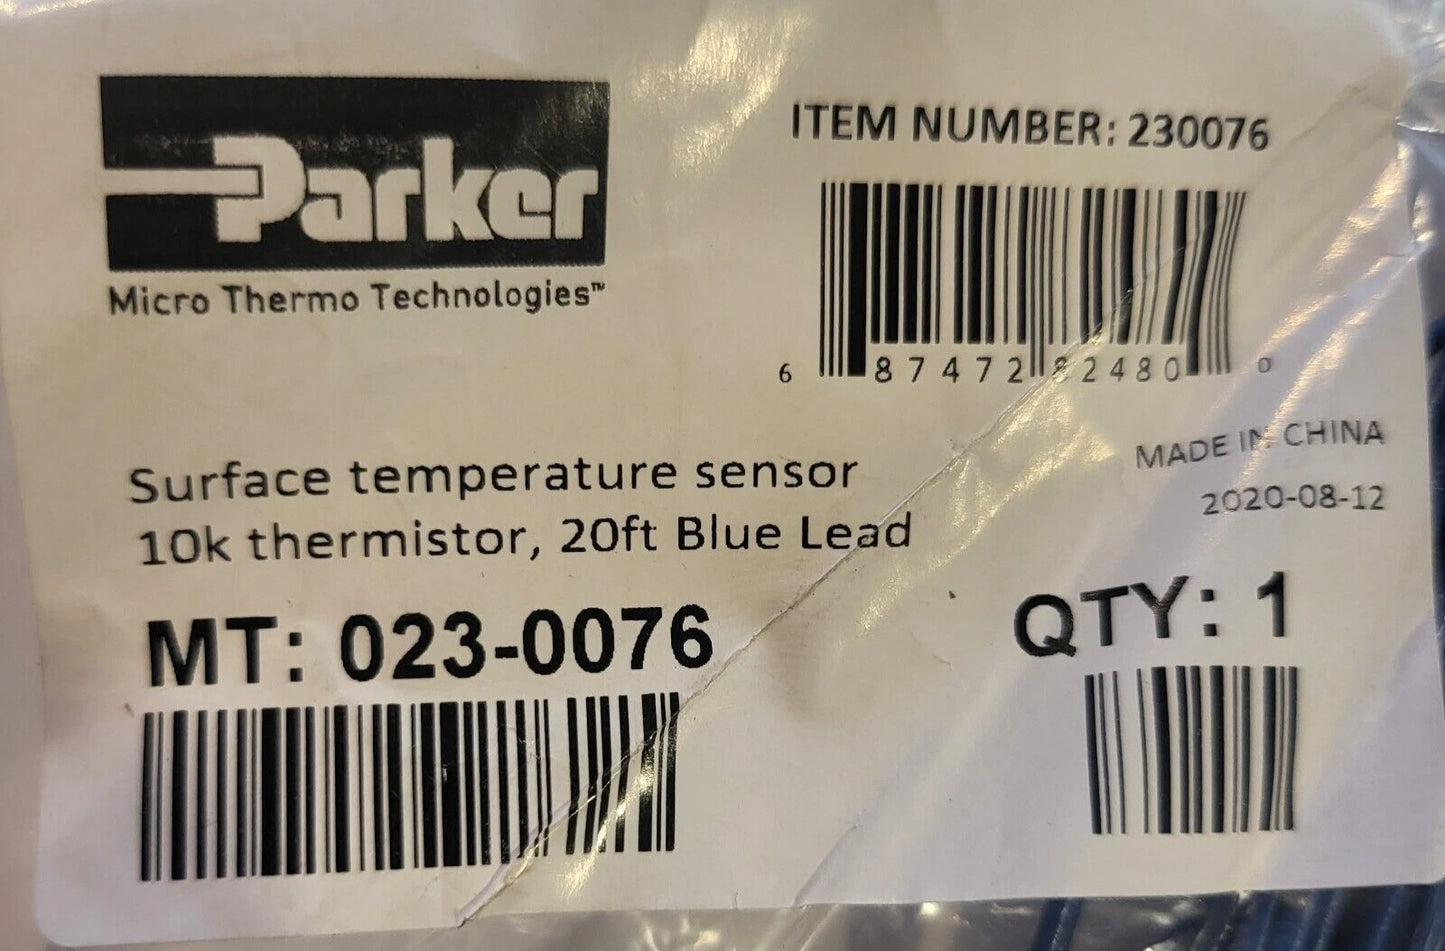 Parker
Micro Thermo Technologies™
ITEM NUMBER: 230076
6 87472 82480 0
MADE IN CHINA
2020-08-12
Surface temperature sensor
10k thermistor, 20ft Blue Lead
MT: 023-0076
QTY: 1